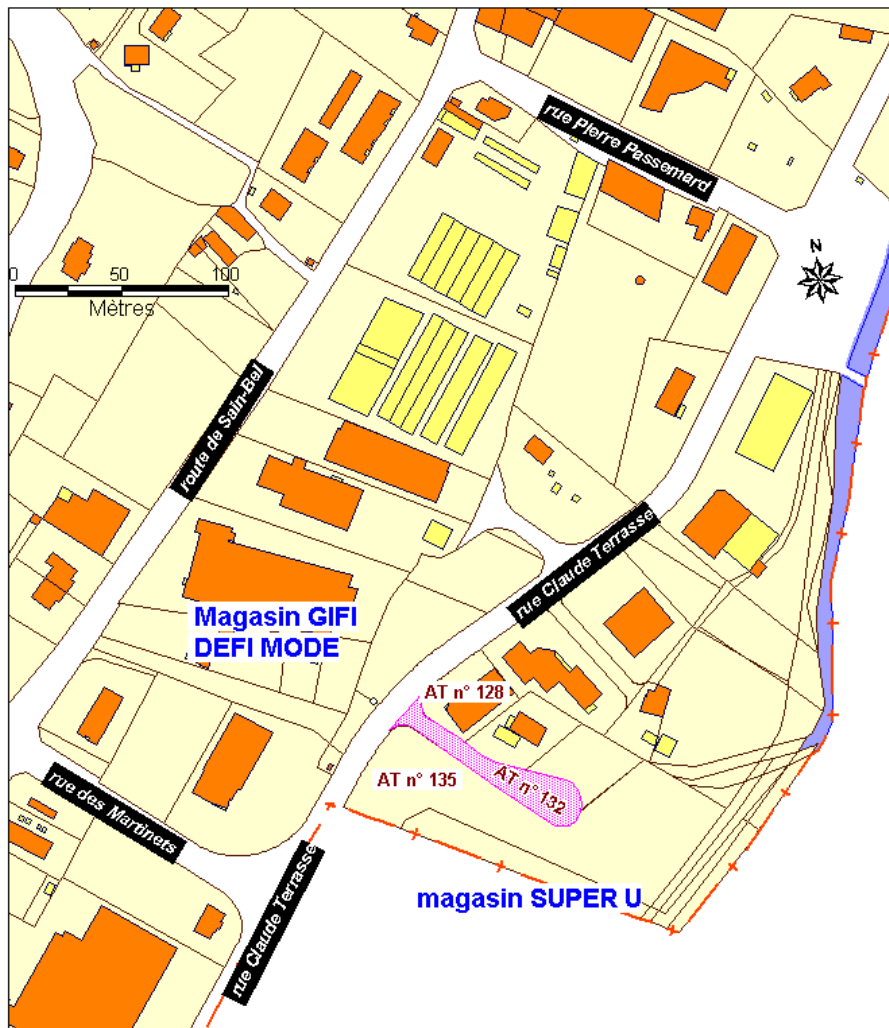 rue Pierre Passemard
N
0 50 100
Mètres
route de Sain-Bel
rue Claude Terrasse
Magasin GIFI
DEFI MODE
AT n° 128
AT n° 135
AT n° 132
rue des Martinets
rue Claude Terrasse
magasin SUPER U